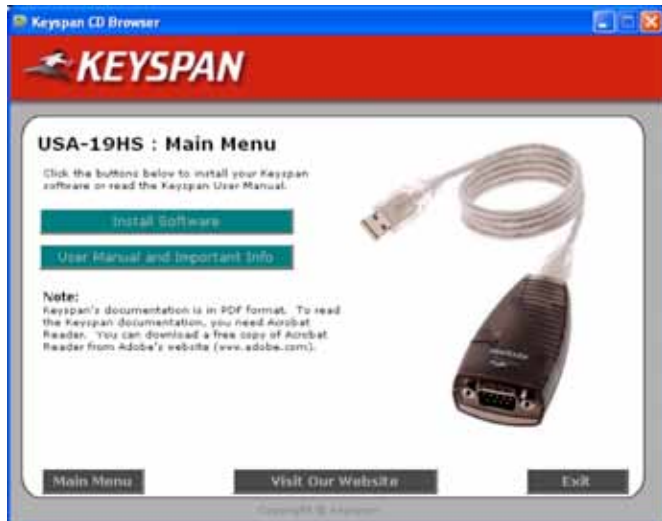 Keyspan CD Browser
KEYSPAN
USA-19HS : Main Menu
Click the buttons below to install your Keyspan
software or read the Keyspan User Manual.
Install Software
User Manual and Important Info
Note:
Keyspan's documentation is in PDF format. To read
the Keyspan documentation, you need Acrobat
Reader. You can download a free copy of Acrobat
Reader from Adobe's website (www.adobe.com).
Main Menu
Visit Our Website
Exit
Copyright © Keyspan